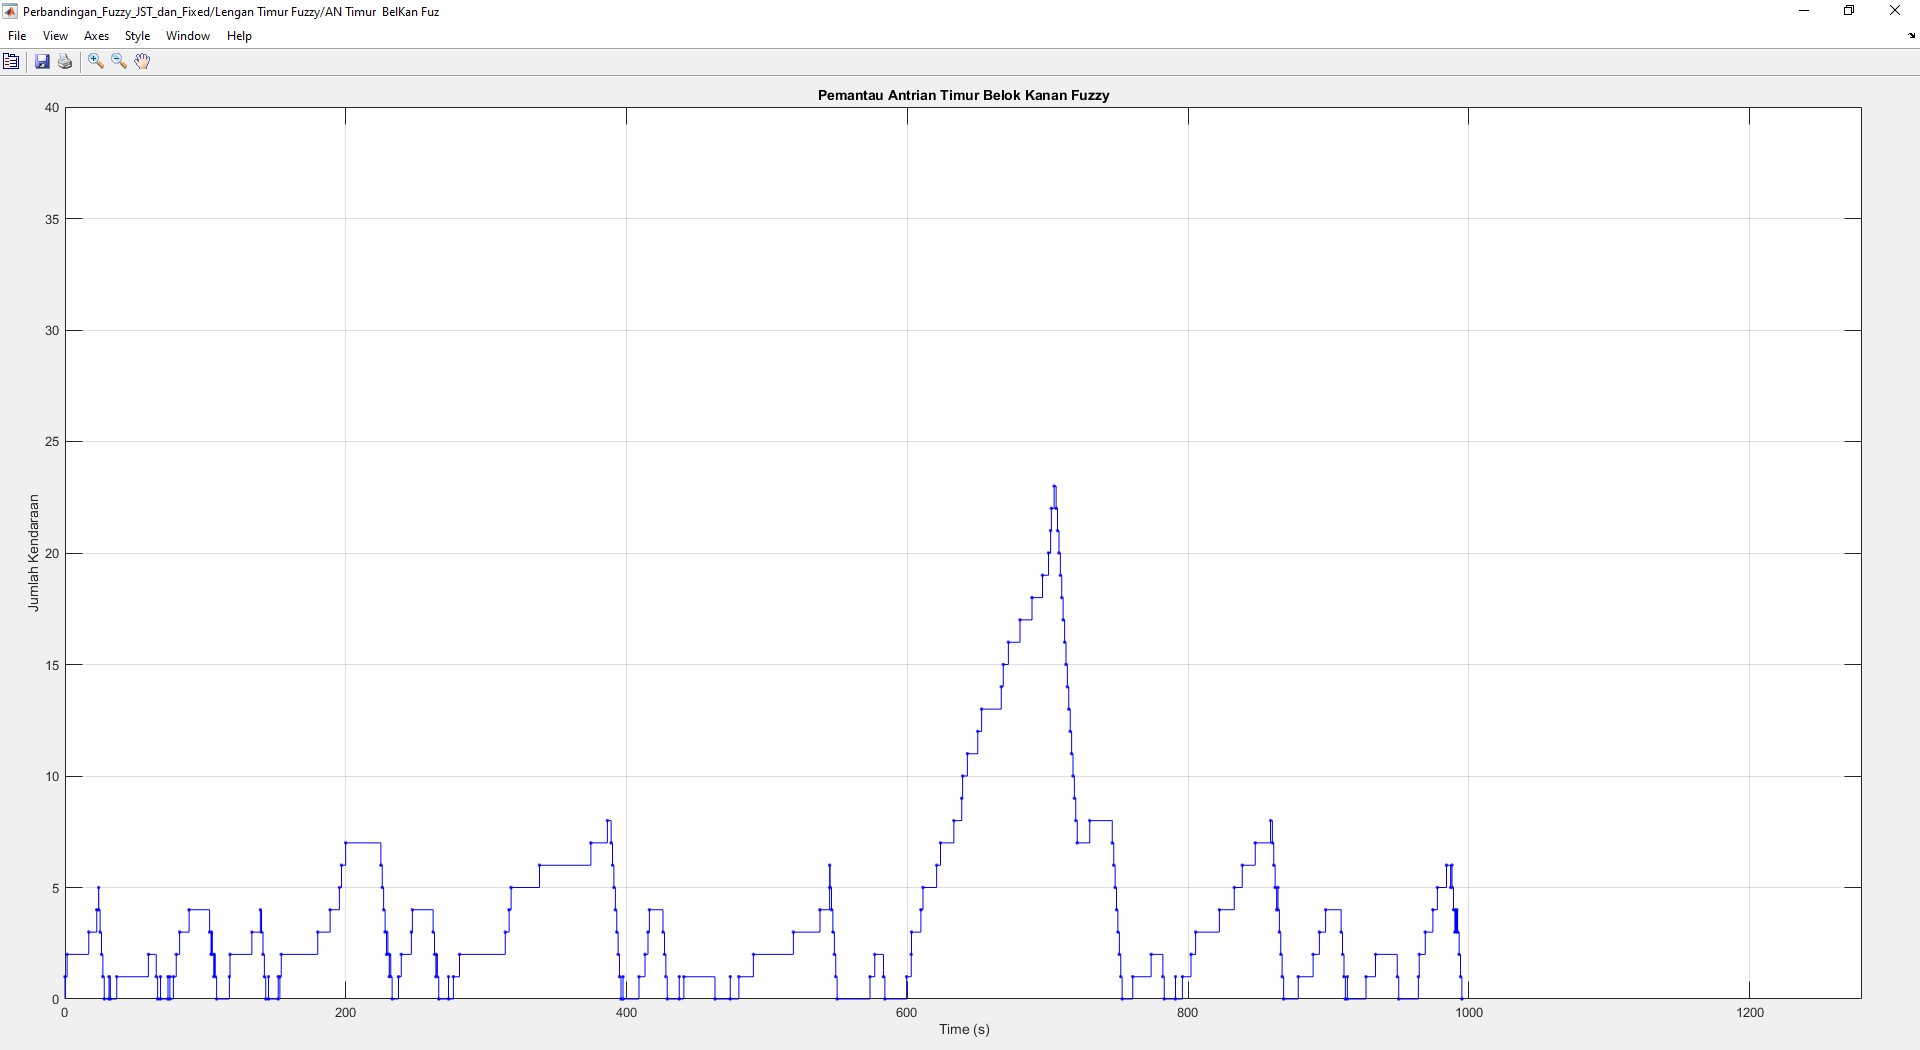 Perbandingan_Fuzzy_JST_dan_Fixed/Lengan Timur Fuzzy/AN Timur  BelKan Fuz
File View Axes Style Window Help
Pemantau Antrian Timur Belok Kanan Fuzzy
40
35
30
25
20
15
10
5
0
Jumlah Kendaraan
0 200 400 600 800 1000 1200
Time (s)